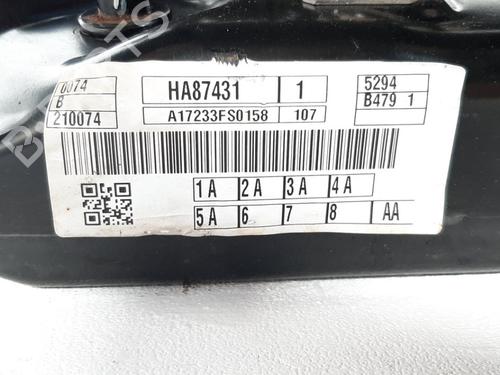 0074 HA87431 1 5294
B B479 1
210074 A17233FS0158 107
1A 2A 3A 4A
5A 6 7 8 AA